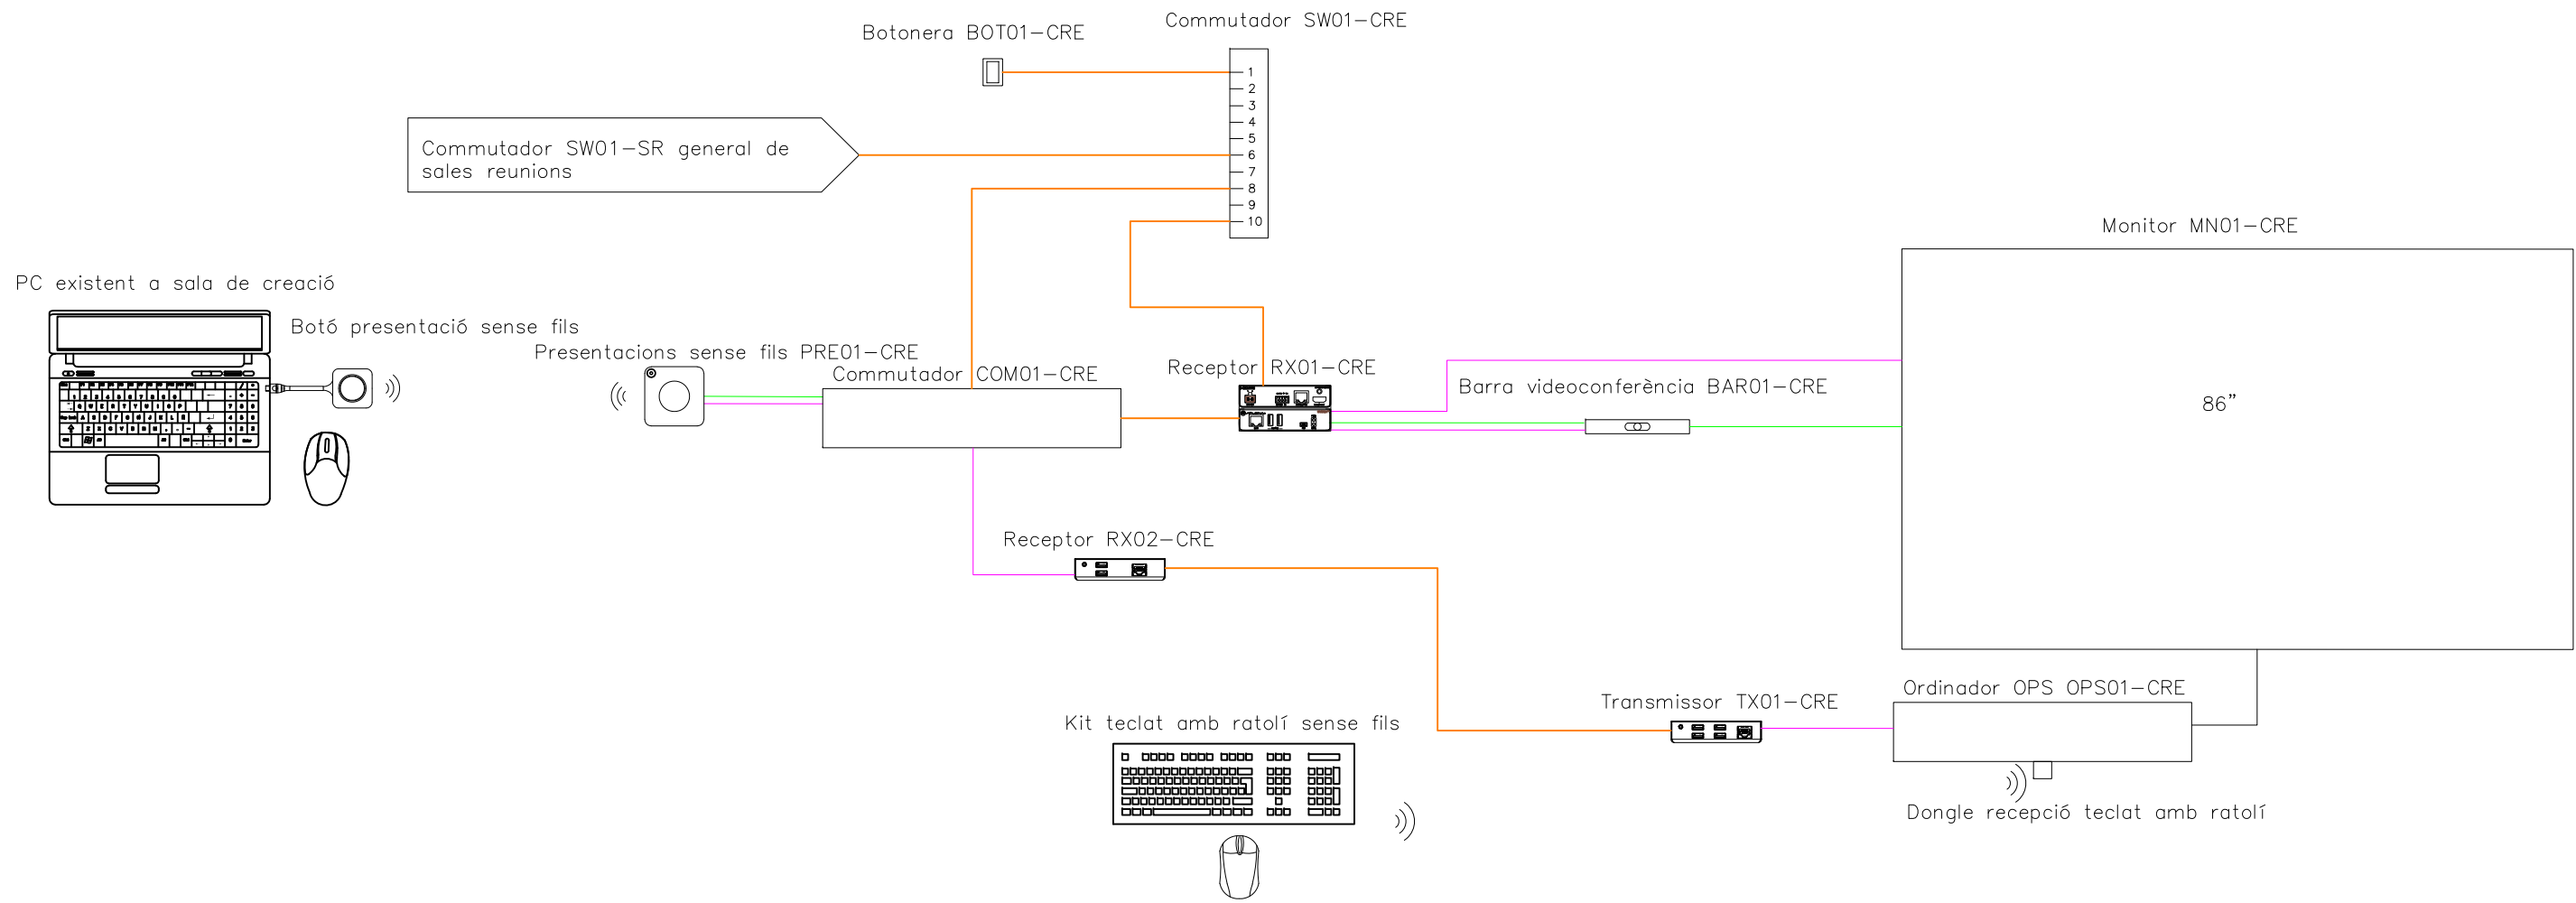 Commutador SW01-CRE
Botonera BOT01-CRE
1
2
3
4
5
6
7
8
9
10
Commutador SW01-SR general de
sales reunions
Monitor MN01-CRE
86"
PC existent a sala de creació
Botó presentació sense fils
Presentacions sense fils PRE01-CRE
Commutador COM01-CRE
Receptor RX01-CRE
Barra videoconferència BAR01-CRE
Receptor RX02-CRE
Ordinador OPS OPS01-CRE
Transmissor TX01-CRE
Kit teclat amb ratolí sense fils
Dongle recepció teclat amb ratolí